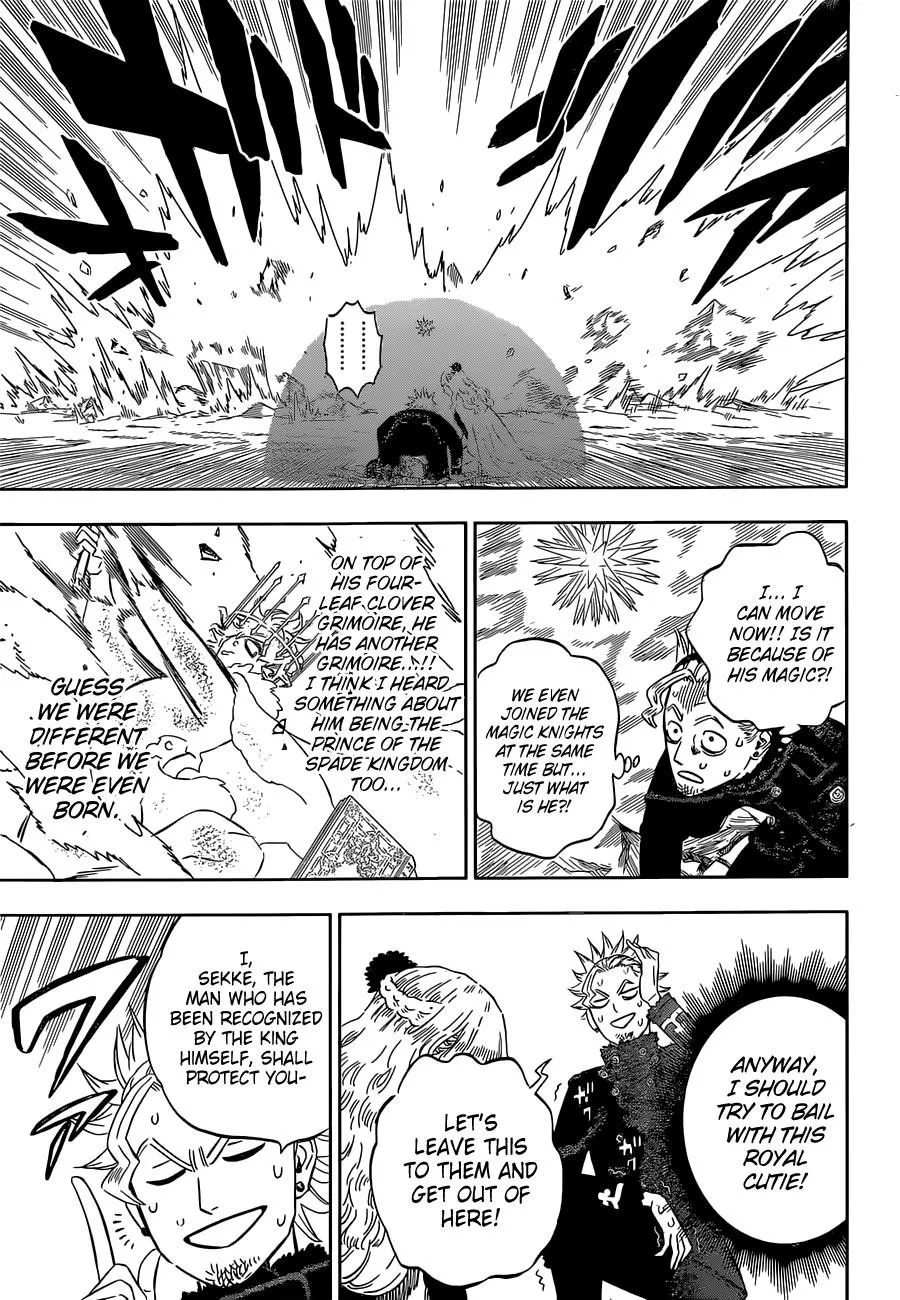 I... I
CAN MOVE
NOW!! IS IT
BECAUSE OF
HIS MAGIC?!
WE EVEN
JOINED THE
MAGIC KNIGHTS
AT THE SAME
TIME BUT...
JUST WHAT
IS HE?!
ON TOP OF
HIS FOUR-
LEAF CLOVER
GRIMOIRE, HE
HAS ANOTHER
GRIMOIRE...!!
I THINK I HEARD
SOMETHING ABOUT
HIM BEING THE
PRINCE OF THE
SPADE KINGDOM
TOO...
GUESS
WE WERE
DIFFERENT
BEFORE WE
WERE EVEN
BORN.
ANYWAY,
I SHOULD
TRY TO BAIL
WITH THIS
ROYAL
CUTIE!
LET'S
LEAVE THIS
TO THEM AND
GET OUT OF
HERE!
I,
SEKKE, THE
MAN WHO HAS
BEEN RECOGNIZED
BY THE KING
HIMSELF, SHALL
PROTECT YOU-